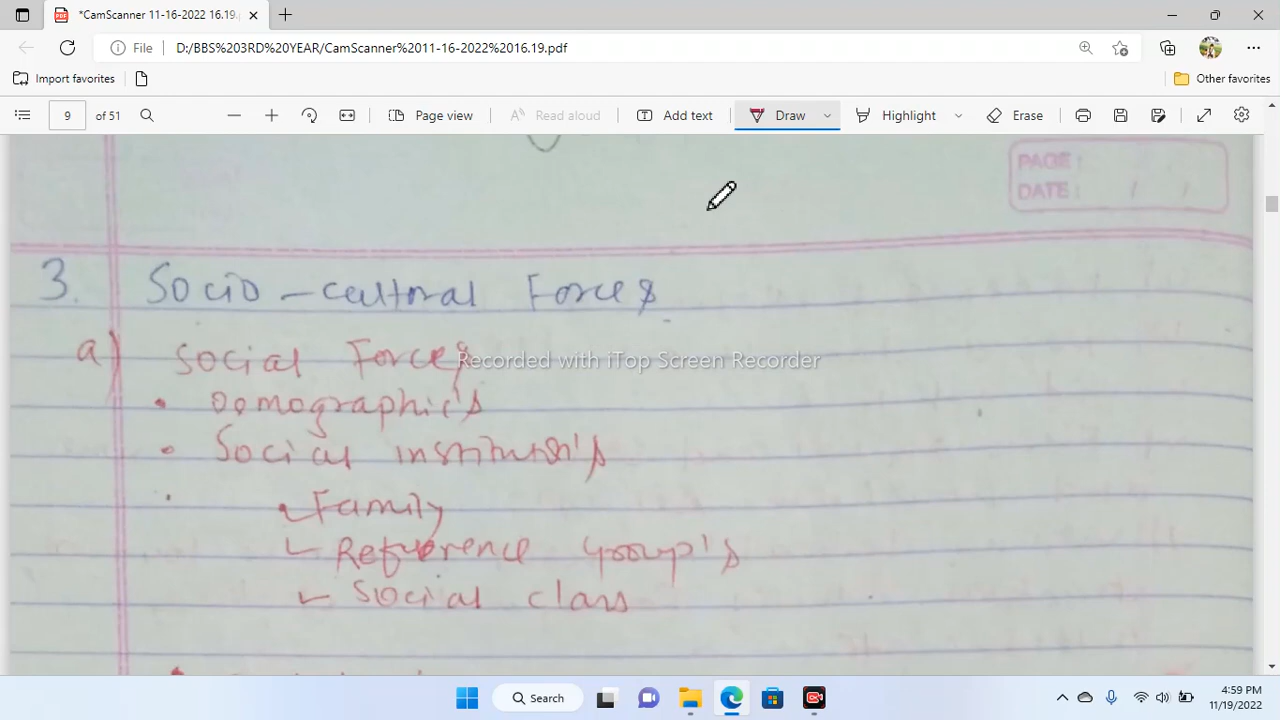 *CamScanner 11-16-2022 16.19.
File
D:/BBS%203RD%20YEAR/CamScanner%2011-16-2022%2016.19.pdf
Import favorites
Other favorites
9 of 51
Page view
Read aloud
Add text
Draw
Highlight
Erase
PAGE :
DATE : / /
3. Socio-cultural Forces
a) Social Forces
Recorded with iTop Screen Recorder
• Demographic's
• Social institution's
Family
Reference Group's
Social class
Search
4:59 PM
11/19/2022